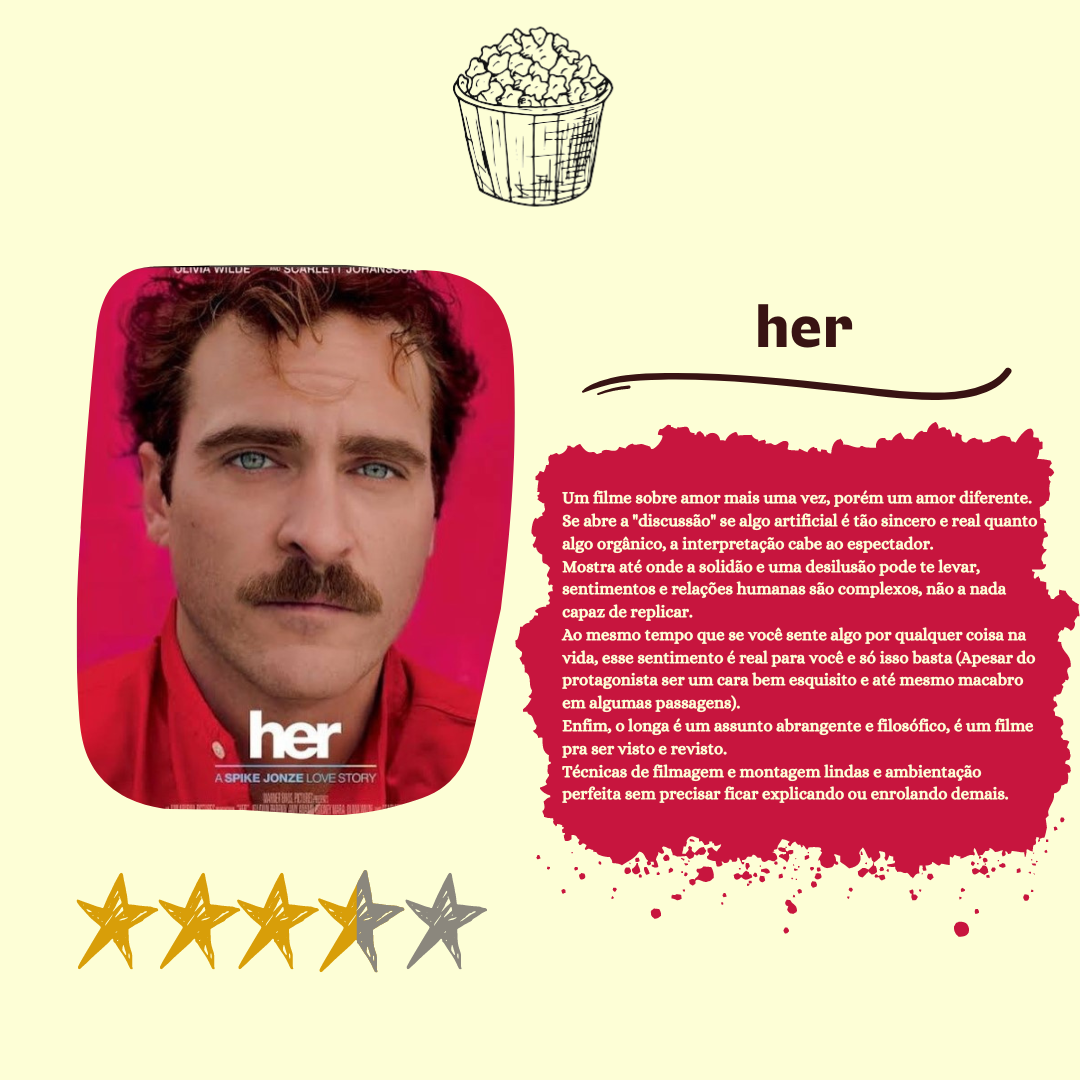 OLIVIA WILDE AND SCARLETT JOHANSSON
her
A SPIKE JONZE LOVE STORY
WARNER BROS. PICTURES
her
Um filme sobre amor mais uma vez, porém um amor diferente.
Se abre a "discussão" se algo artificial é tão sincero e real quanto
algo orgânico, a interpretação cabe ao espectador.
Mostra até onde a solidão e uma desilusão pode te levar,
sentimentos e relações humanas são complexos, não a nada
capaz de replicar.
Ao mesmo tempo que se você sente algo por qualquer coisa na
vida, esse sentimento é real para você e só isso basta (Apesar do
protagonista ser um cara bem esquisito e até mesmo macabro
em algumas passagens).
Enfim, o longa é um assunto abrangente e filosófico, é um filme
pra ser visto e revisto.
Técnicas de filmagem e montagem lindas e ambientação
perfeita sem precisar ficar explicando ou enrolando demais.